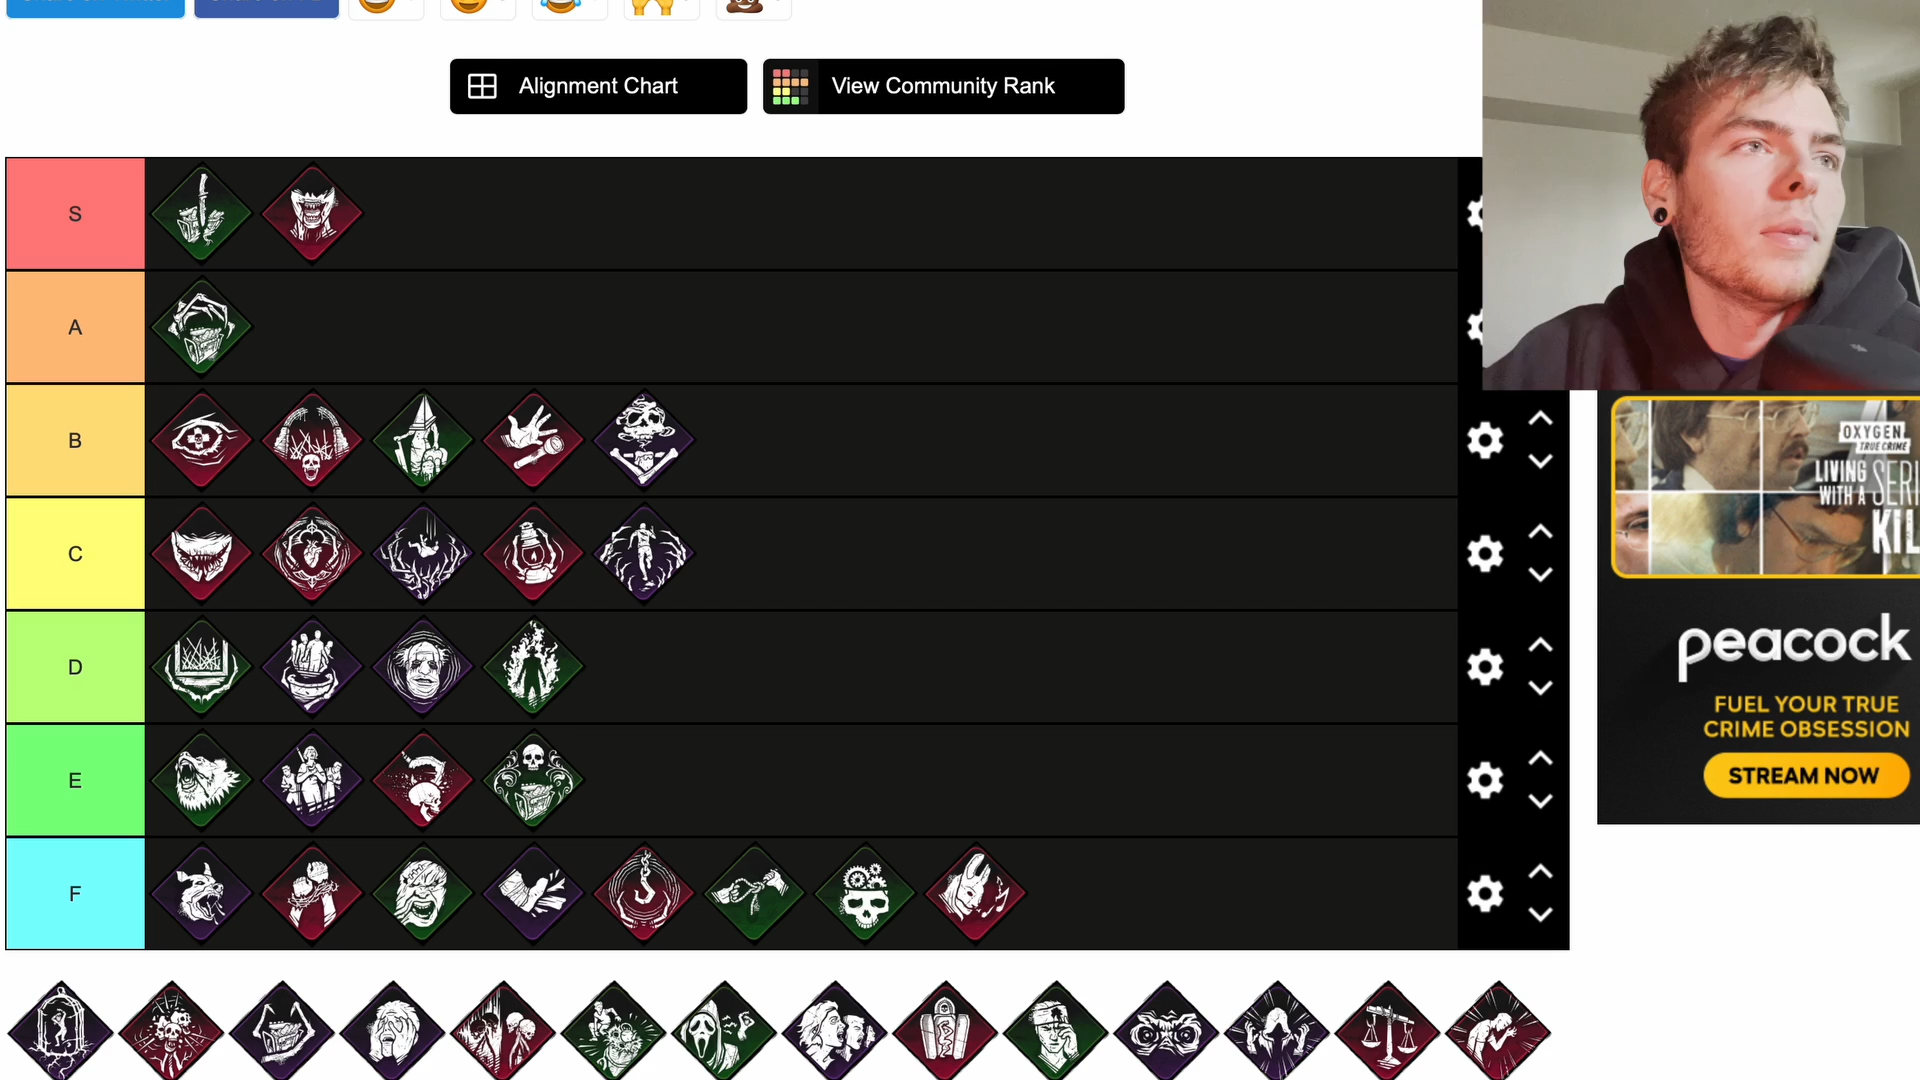 Alignment Chart
View Community Rank
S
A
B
C
D
E
F
OXYGEN
TRUE CRIME
LIVING
WITH A
peacock
FUEL YOUR TRUE
CRIME OBSESSION
STREAM NOW